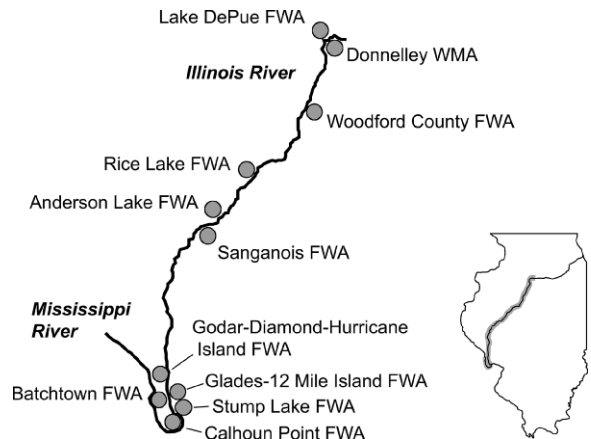 Lake DePue FWA
Donnelley WMA
Illinois River
Woodford County FWA
Rice Lake FWA
Anderson Lake FWA
Sanganois FWA
Mississippi
River
Godar-Diamond-Hurricane
Island FWA
Glades-12 Mile Island FWA
Batchtown FWA
Stump Lake FWA
Calhoun Point FWA